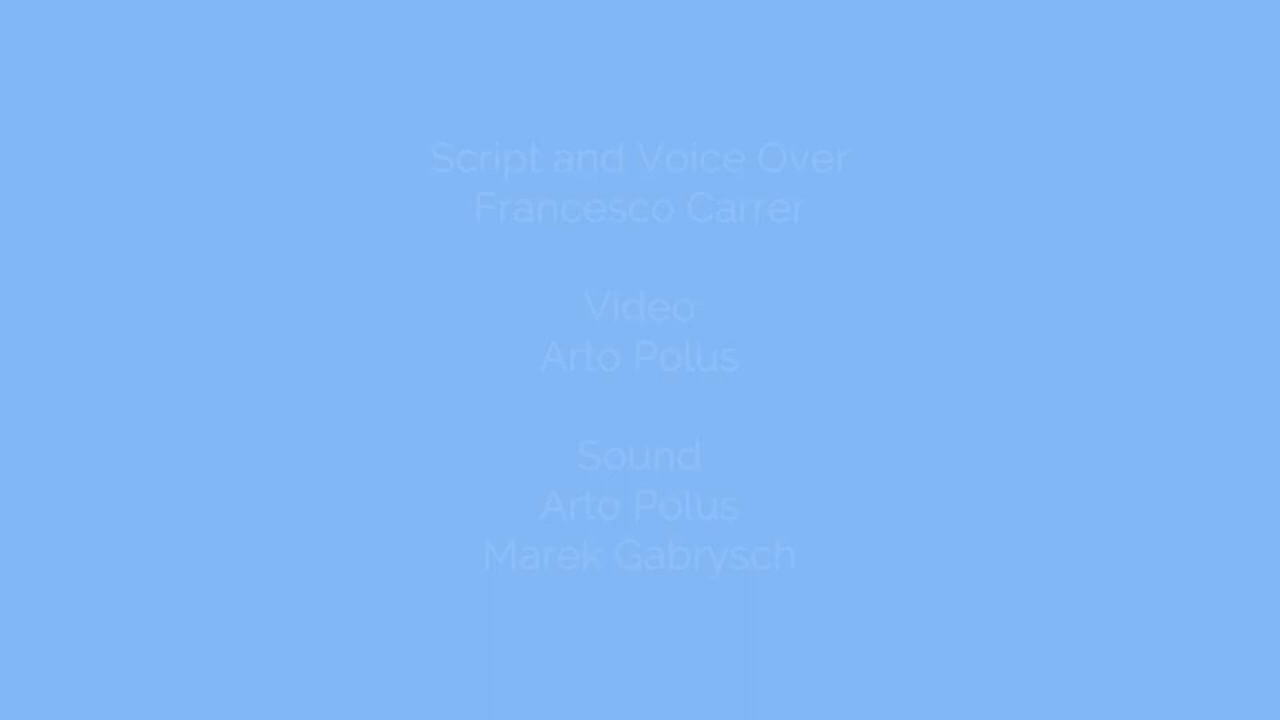 Script and Voice Over
Francesco Carrer
Video
Arto Polus
Sound
Arto Polus
Marek Gabrysch